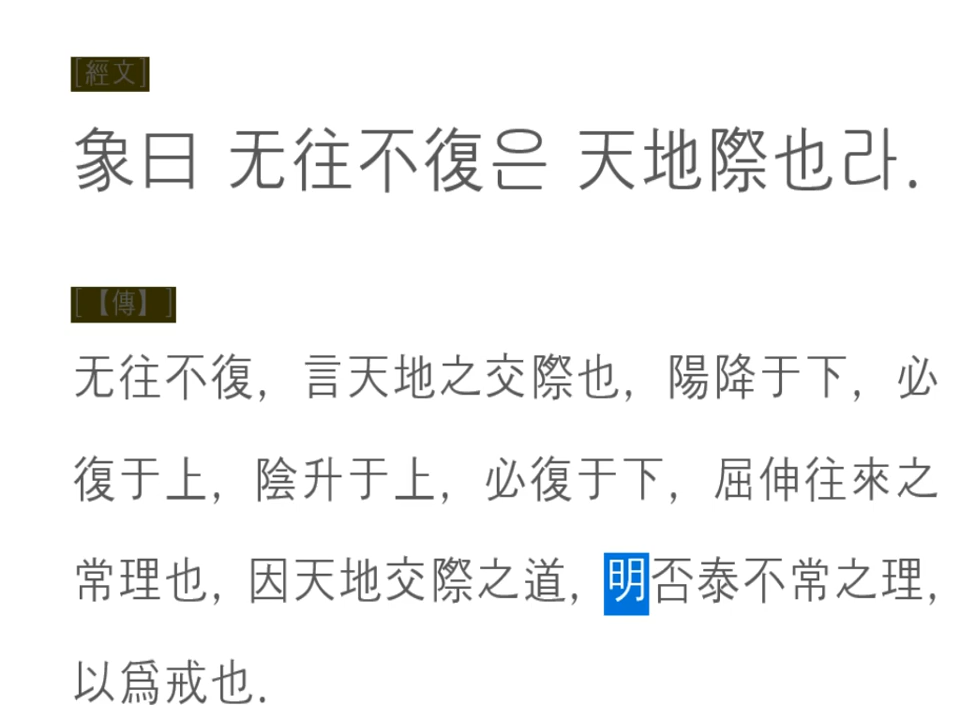 [經文]
象曰 无往不復은 天地際也라.
[【傳】]
无往不復, 言天地之交際也, 陽降于下, 必
復于上, 陰升于上, 必復于下, 屈伸往來之
常理也, 因天地交際之道, 明否泰不常之理,
以爲戒也.